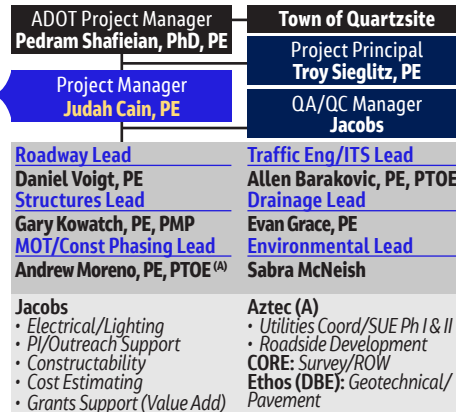 ADOT Project Manager
Pedram Shafieian, PhD, PE
Town of Quartzsite
Project Principal
Troy Sieglitz, PE
Project Manager
Judah Cain, PE
QA/QC Manager
Jacobs
Roadway Lead
Daniel Voigt, PE
Structures Lead
Gary Kowatch, PE, PMP
MOT/Const Phasing Lead
Andrew Moreno, PE, PTOE (A)
Traffic Eng/ITS Lead
Allen Barakovic, PE, PTOE
Drainage Lead
Evan Grace, PE
Environmental Lead
Sabra McNeish
Jacobs
• Electrical/Lighting
• PI/Outreach Support
• Constructability
• Cost Estimating
• Grants Support (Value Add)
Aztec (A)
• Utilities Coord/SUE Ph I & II
• Roadside Development
CORE: Survey/ROW
Ethos (DBE): Geotechnical/
Pavement